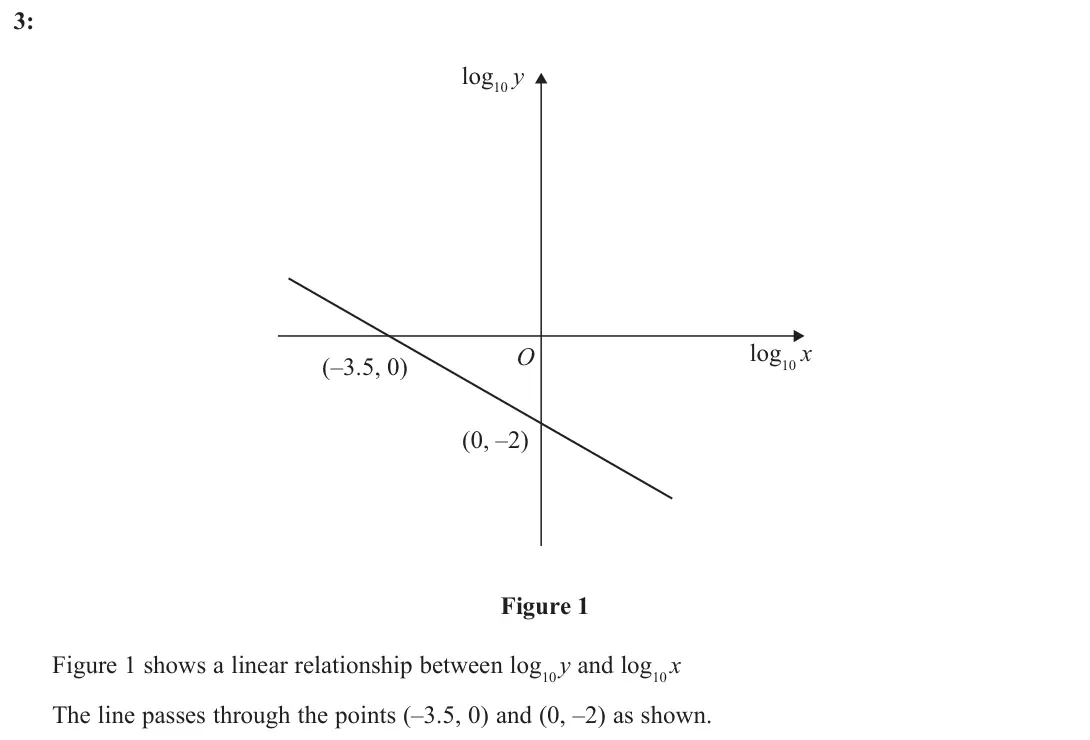 3:
log₁₀ y
O
log₁₀ x
(–3.5, 0)
(0, –2)
Figure 1
Figure 1 shows a linear relationship between log₁₀ y and log₁₀ x
The line passes through the points (–3.5, 0) and (0, –2) as shown.